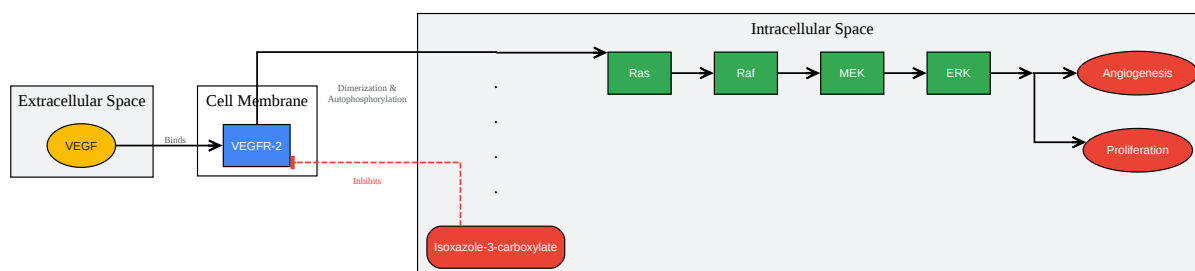 Intracellular Space
Ras
Raf
MEK
ERK
Angiogenesis
Dimerization &
Autophosphorylation
Extracellular Space
Cell Membrane
VEGF
Binds
VEGFR-2
Proliferation
Inhibits
Isoxazole-3-carboxylate